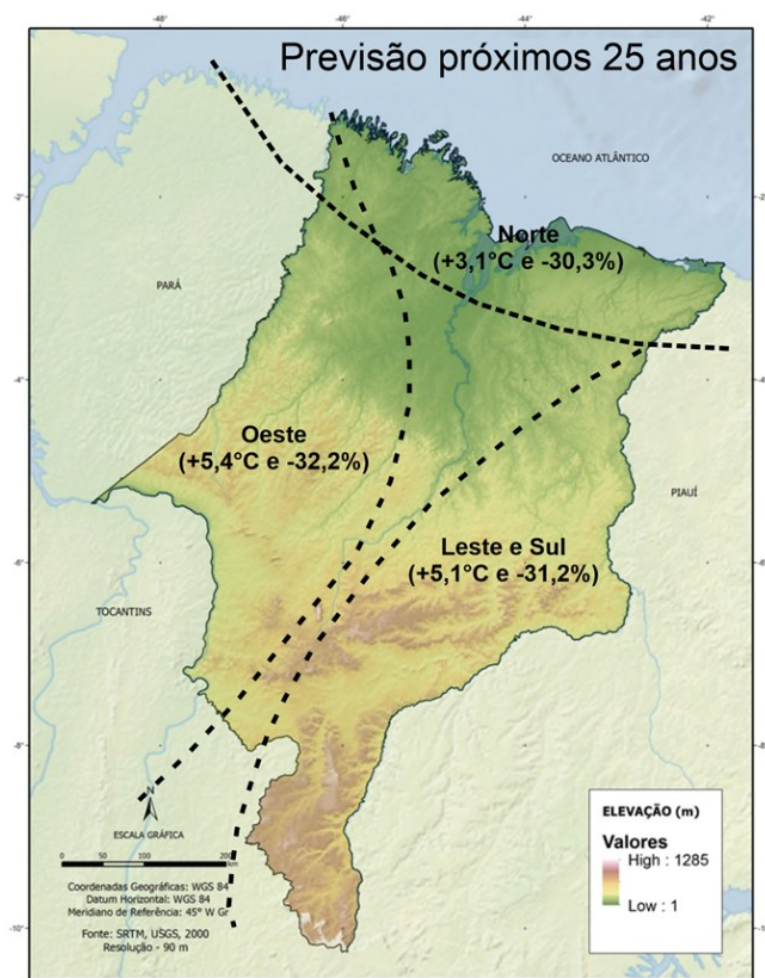 -48° -46° -44° -42°
Previsão próximos 25 anos
OCEANO ATLÂNTICO
-2°
Norte
(+3,1°C e -30,3%)
PARÁ
-4°
Oeste
(+5,4°C e -32,2%)
PIAUÍ
Leste e Sul
(+5,1°C e -31,2%)
-6°
TOCANTINS
-8°
N
ESCALA GRÁFICA
0 50 100 200
km
Coordenadas Geográficas: WGS 84
Datum Horizontal: WGS 84
Meridiano de Referência: 45° W Gr
Fonte: SRTM, USGS, 2000
Resolução - 90 m
-10°
ELEVAÇÃO (m)
Valores
High : 1285
Low : 1